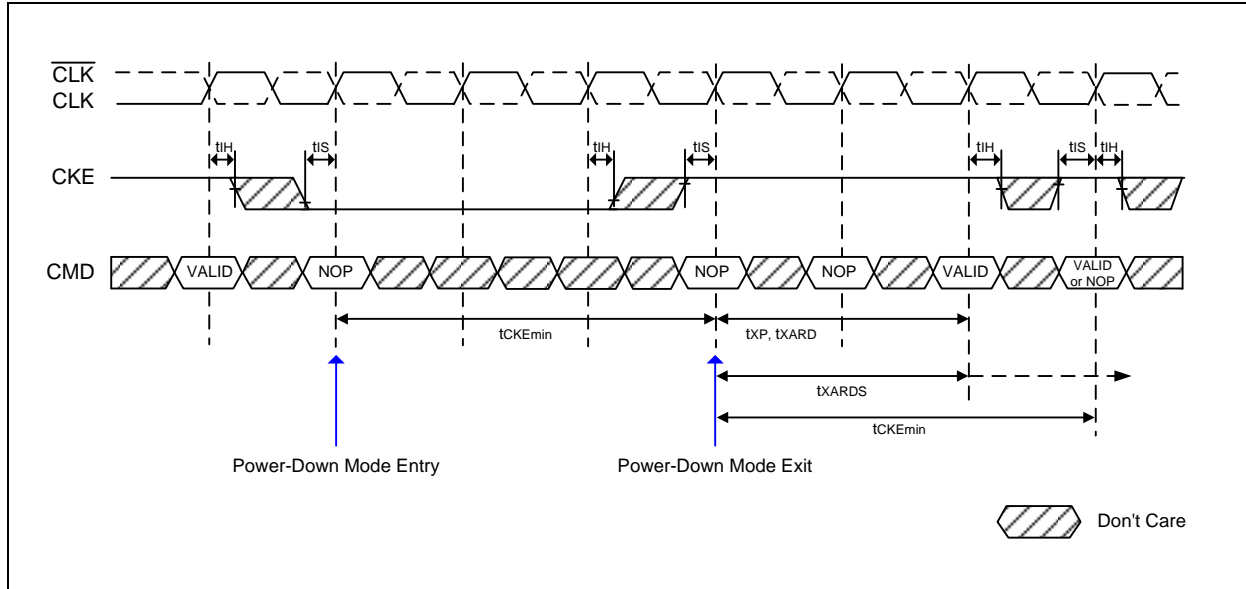 CLK
CLK
tIH
tIS
tIH
tIS
tIH
tIS
tIH
CKE
CMD
VALID
NOP
NOP
NOP
VALID
VALID
or NOP
tCKEmin
tXP, tXARD
tXARDS
tCKEmin
Power-Down Mode Entry
Power-Down Mode Exit
Don't Care